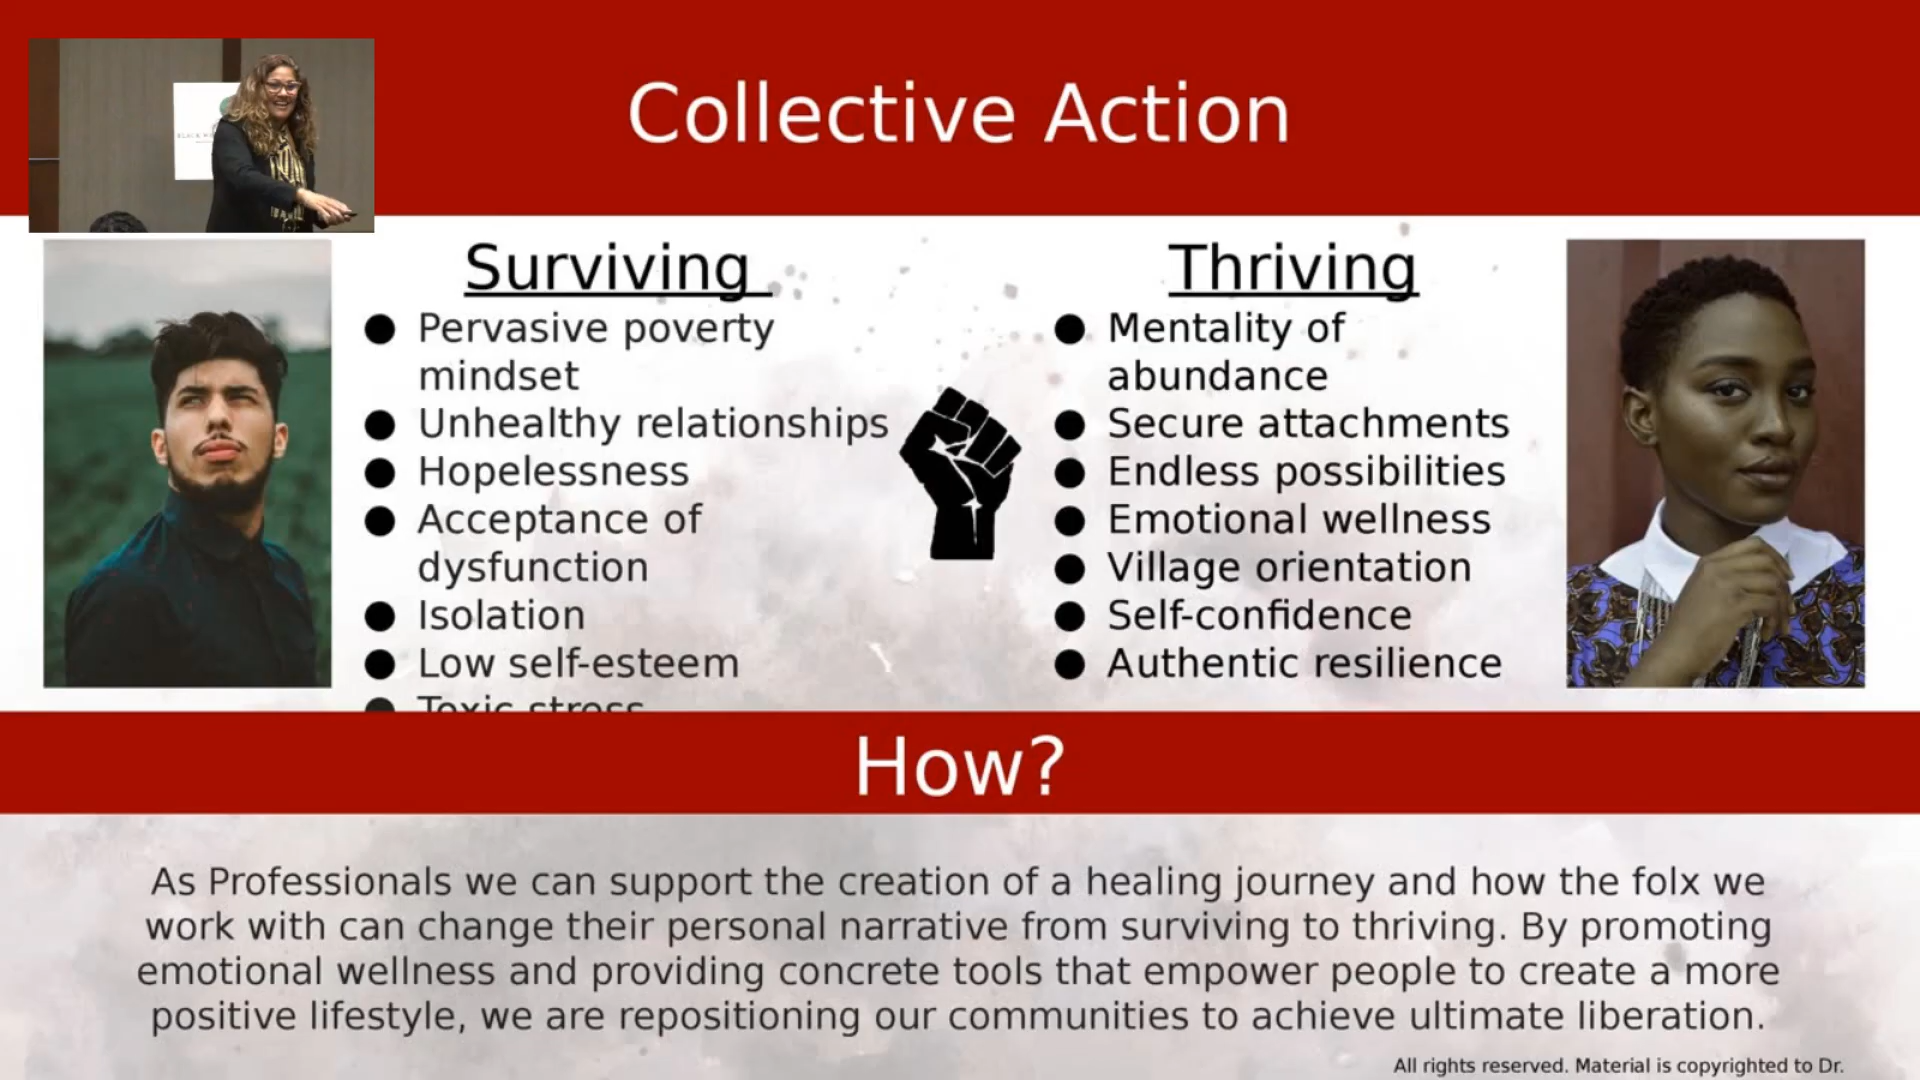 Collective Action
BLACK
Surviving
Pervasive poverty
mindset
Unhealthy relationships
Hopelessness
Acceptance of
dysfunction
Isolation
Low self-esteem
Toxic stress
Thriving
Mentality of
abundance
Secure attachments
Endless possibilities
Emotional wellness
Village orientation
Self-confidence
Authentic resilience
How?
As Professionals we can support the creation of a healing journey and how the folx we
work with can change their personal narrative from surviving to thriving. By promoting
emotional wellness and providing concrete tools that empower people to create a more
positive lifestyle, we are repositioning our communities to achieve ultimate liberation.
All rights reserved. Material is copyrighted to Dr.